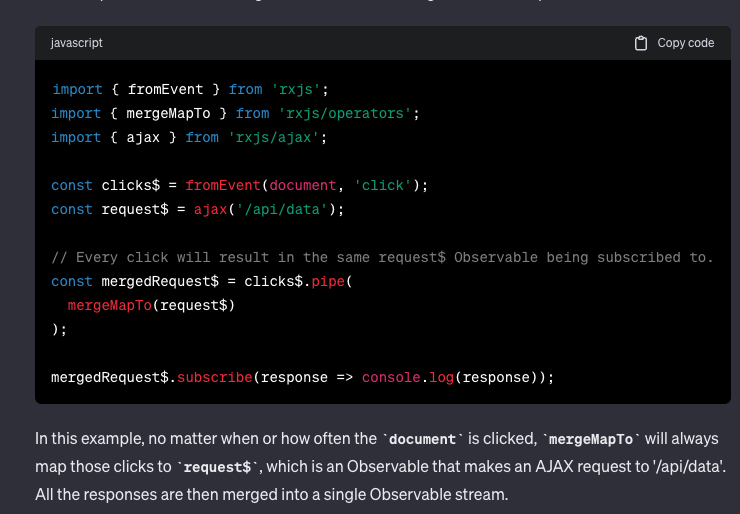 javascript
Copy code
import { fromEvent } from 'rxjs';
import { mergeMapTo } from 'rxjs/operators';
import { ajax } from 'rxjs/ajax';
const clicks$ = fromEvent(document, 'click');
const request$ = ajax('/api/data');
// Every click will result in the same request$ Observable being subscribed to.
const mergedRequest$ = clicks$.pipe(
  mergeMapTo(request$)
);
mergedRequest$.subscribe(response => console.log(response));
In this example, no matter when or how often the `document` is clicked, `mergeMapTo` will always
map those clicks to `request$`, which is an Observable that makes an AJAX request to '/api/data'.
All the responses are then merged into a single Observable stream.